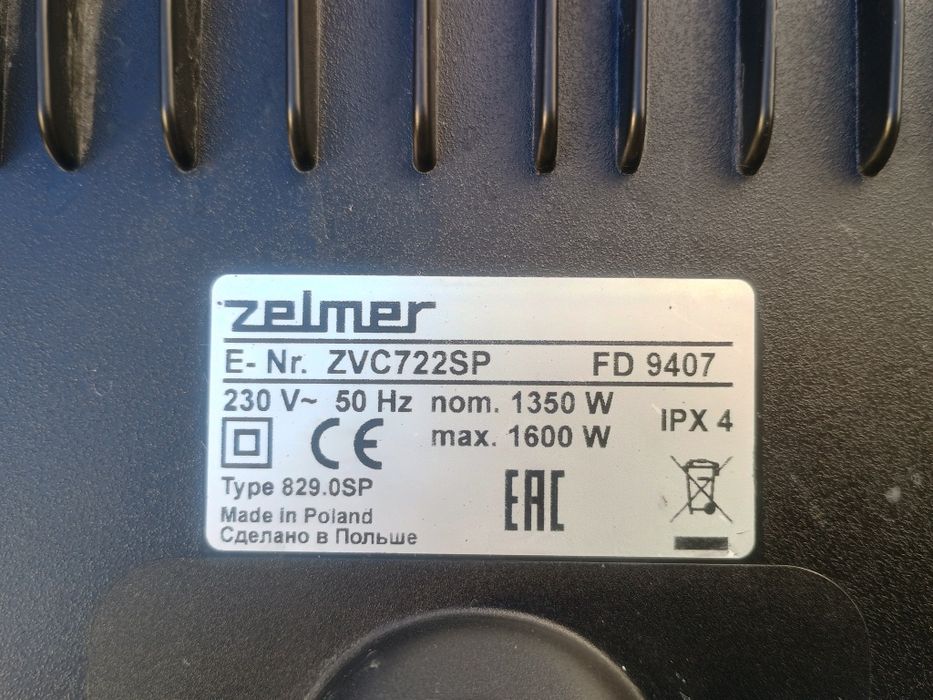 zelmer
E- Nr. ZVC722SP FD 9407
230 V~ 50 Hz nom. 1350 W
max. 1600 W
IPX 4
CE
EAC
Type 829.0SP
Made in Poland
Сделано в Польше